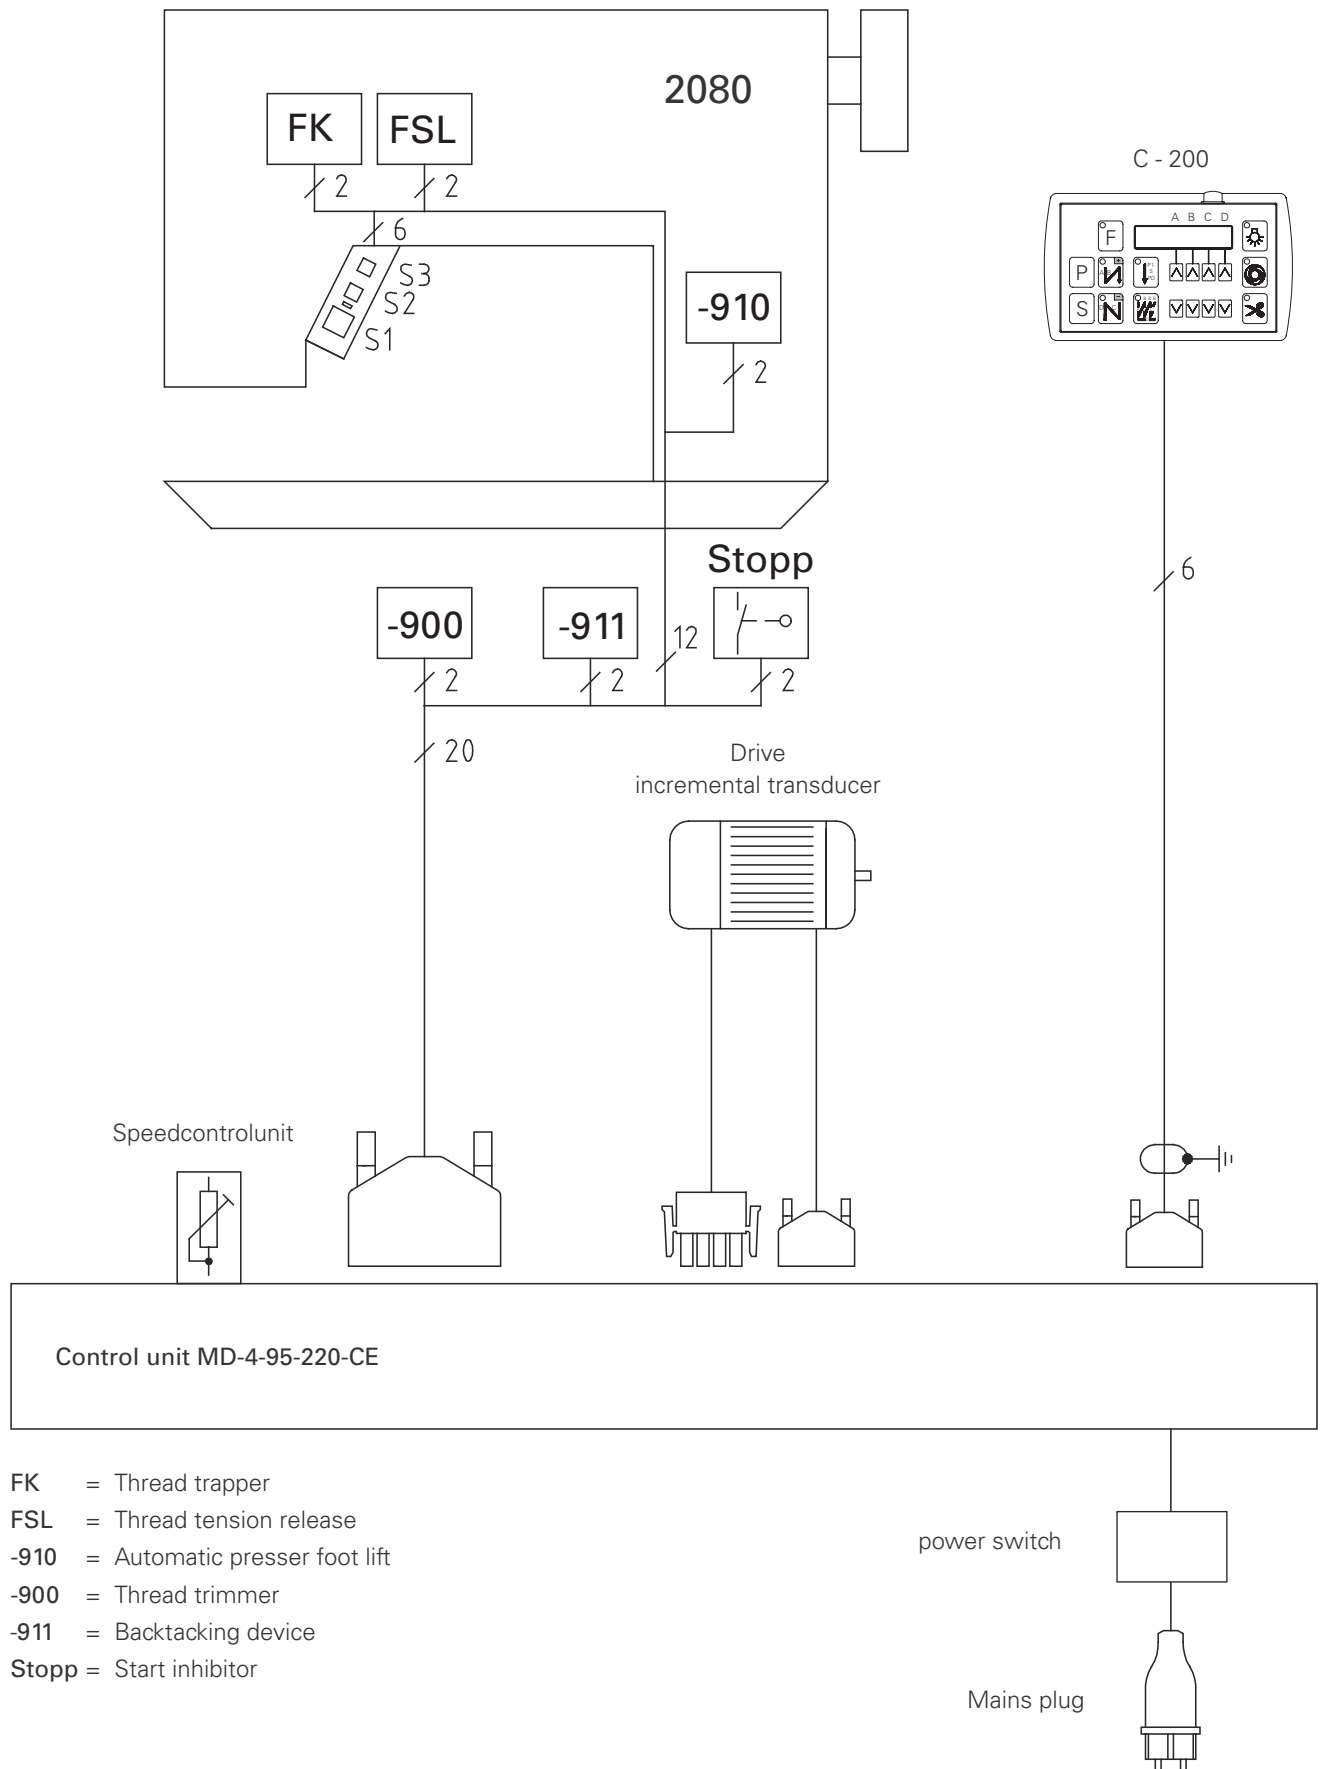 2080
FK
FSL
2
2
6
S3
S2
S1
-910
2
C - 200
A B C D
F
P
S
6
Stopp
-900
-911
12
2
2
2
20
Drive
incremental transducer
Speedcontrolunit
Control unit MD-4-95-220-CE
FK = Thread trapper
FSL = Thread tension release
-910 = Automatic presser foot lift
-900 = Thread trimmer
-911 = Backtacking device
Stopp = Start inhibitor
power switch
Mains plug